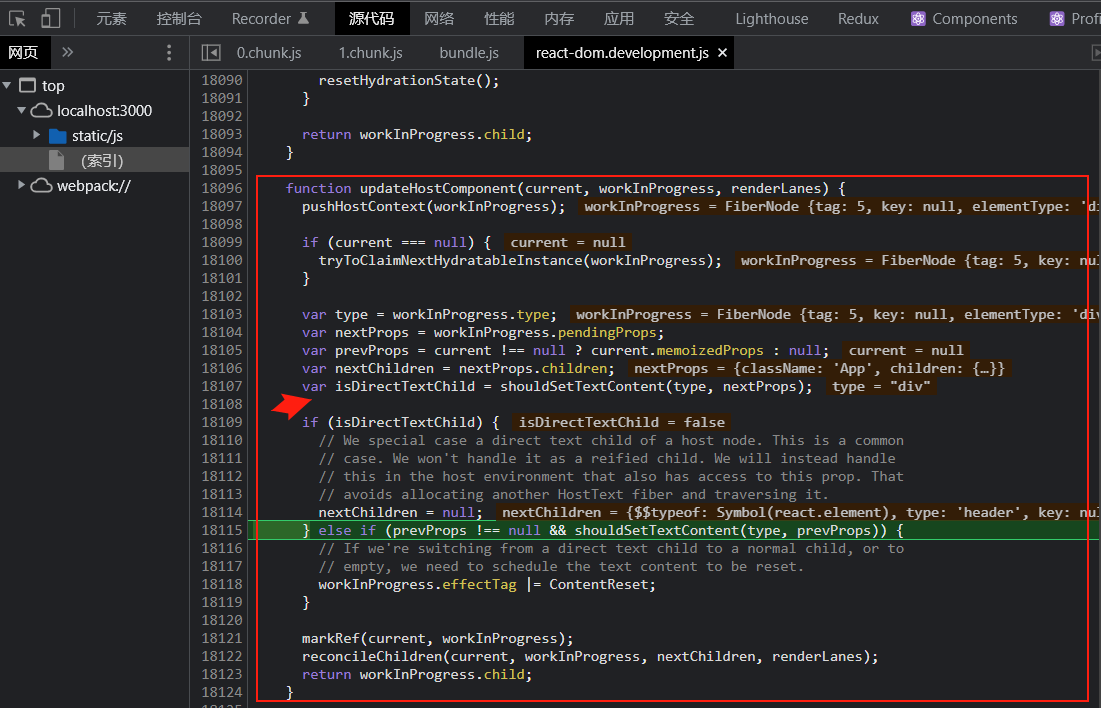 元素 控制台 Recorder 源代码 网络 性能 内存 应用 安全 Lighthouse Redux Components Profi
网页 » 0.chunk.js 1.chunk.js bundle.js react-dom.development.js ×
top
localhost:3000
static/js
(索引)
webpack://
18090 resetHydrationState();
18091 }
18092
18093 return workInProgress.child;
18094 }
18095
18096 function updateHostComponent(current, workInProgress, renderLanes) {
18097 pushHostContext(workInProgress); workInProgress = FiberNode {tag: 5, key: null, elementType: 'di
18098
18099 if (current === null) { current = null
18100 tryToClaimNextHydratableInstance(workInProgress); workInProgress = FiberNode {tag: 5, key: nul
18101 }
18102
18103 var type = workInProgress.type; workInProgress = FiberNode {tag: 5, key: null, elementType: 'div
18104 var nextProps = workInProgress.pendingProps;
18105 var prevProps = current !== null ? current.memoizedProps : null; current = null
18106 var nextChildren = nextProps.children; nextProps = {className: 'App', children: {…}}
18107 var isDirectTextChild = shouldSetTextContent(type, nextProps); type = "div"
18108
18109 if (isDirectTextChild) { isDirectTextChild = false
18110 // We special case a direct text child of a host node. This is a common
18111 // case. We won't handle it as a reified child. We will instead handle
18112 // this in the host environment that also has access to this prop. That
18113 // avoids allocating another HostText fiber and traversing it.
18114 nextChildren = null; nextChildren = {$$typeof: Symbol(react.element), type: 'header', key: nul
18115 } else if (prevProps !== null && shouldSetTextContent(type, prevProps)) {
18116 // If we're switching from a direct text child to a normal child, or to
18117 // empty, we need to schedule the text content to be reset.
18118 workInProgress.effectTag |= ContentReset;
18119 }
18120
18121 markRef(current, workInProgress);
18122 reconcileChildren(current, workInProgress, nextChildren, renderLanes);
18123 return workInProgress.child;
18124 }